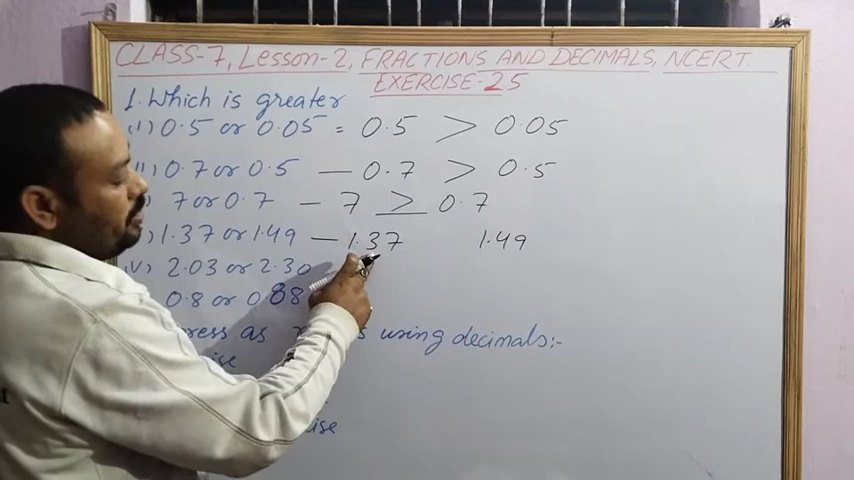 CLASS-7, Lesson-2, FRACTIONS AND DECIMALS, NCERT.
EXERCISE-2.5
1. Which is greater
(i) 0.5 or 0.05 = 0.5 > 0.05
) 0.7 or 0.5 — 0.7 > 0.5
) 7 or 0.7 — 7 > 0.7
) 1.37 or 1.49 — 1.37 1.49
(v) 2.03 or 2.30
0.8 or 0.88
as using decimals:-